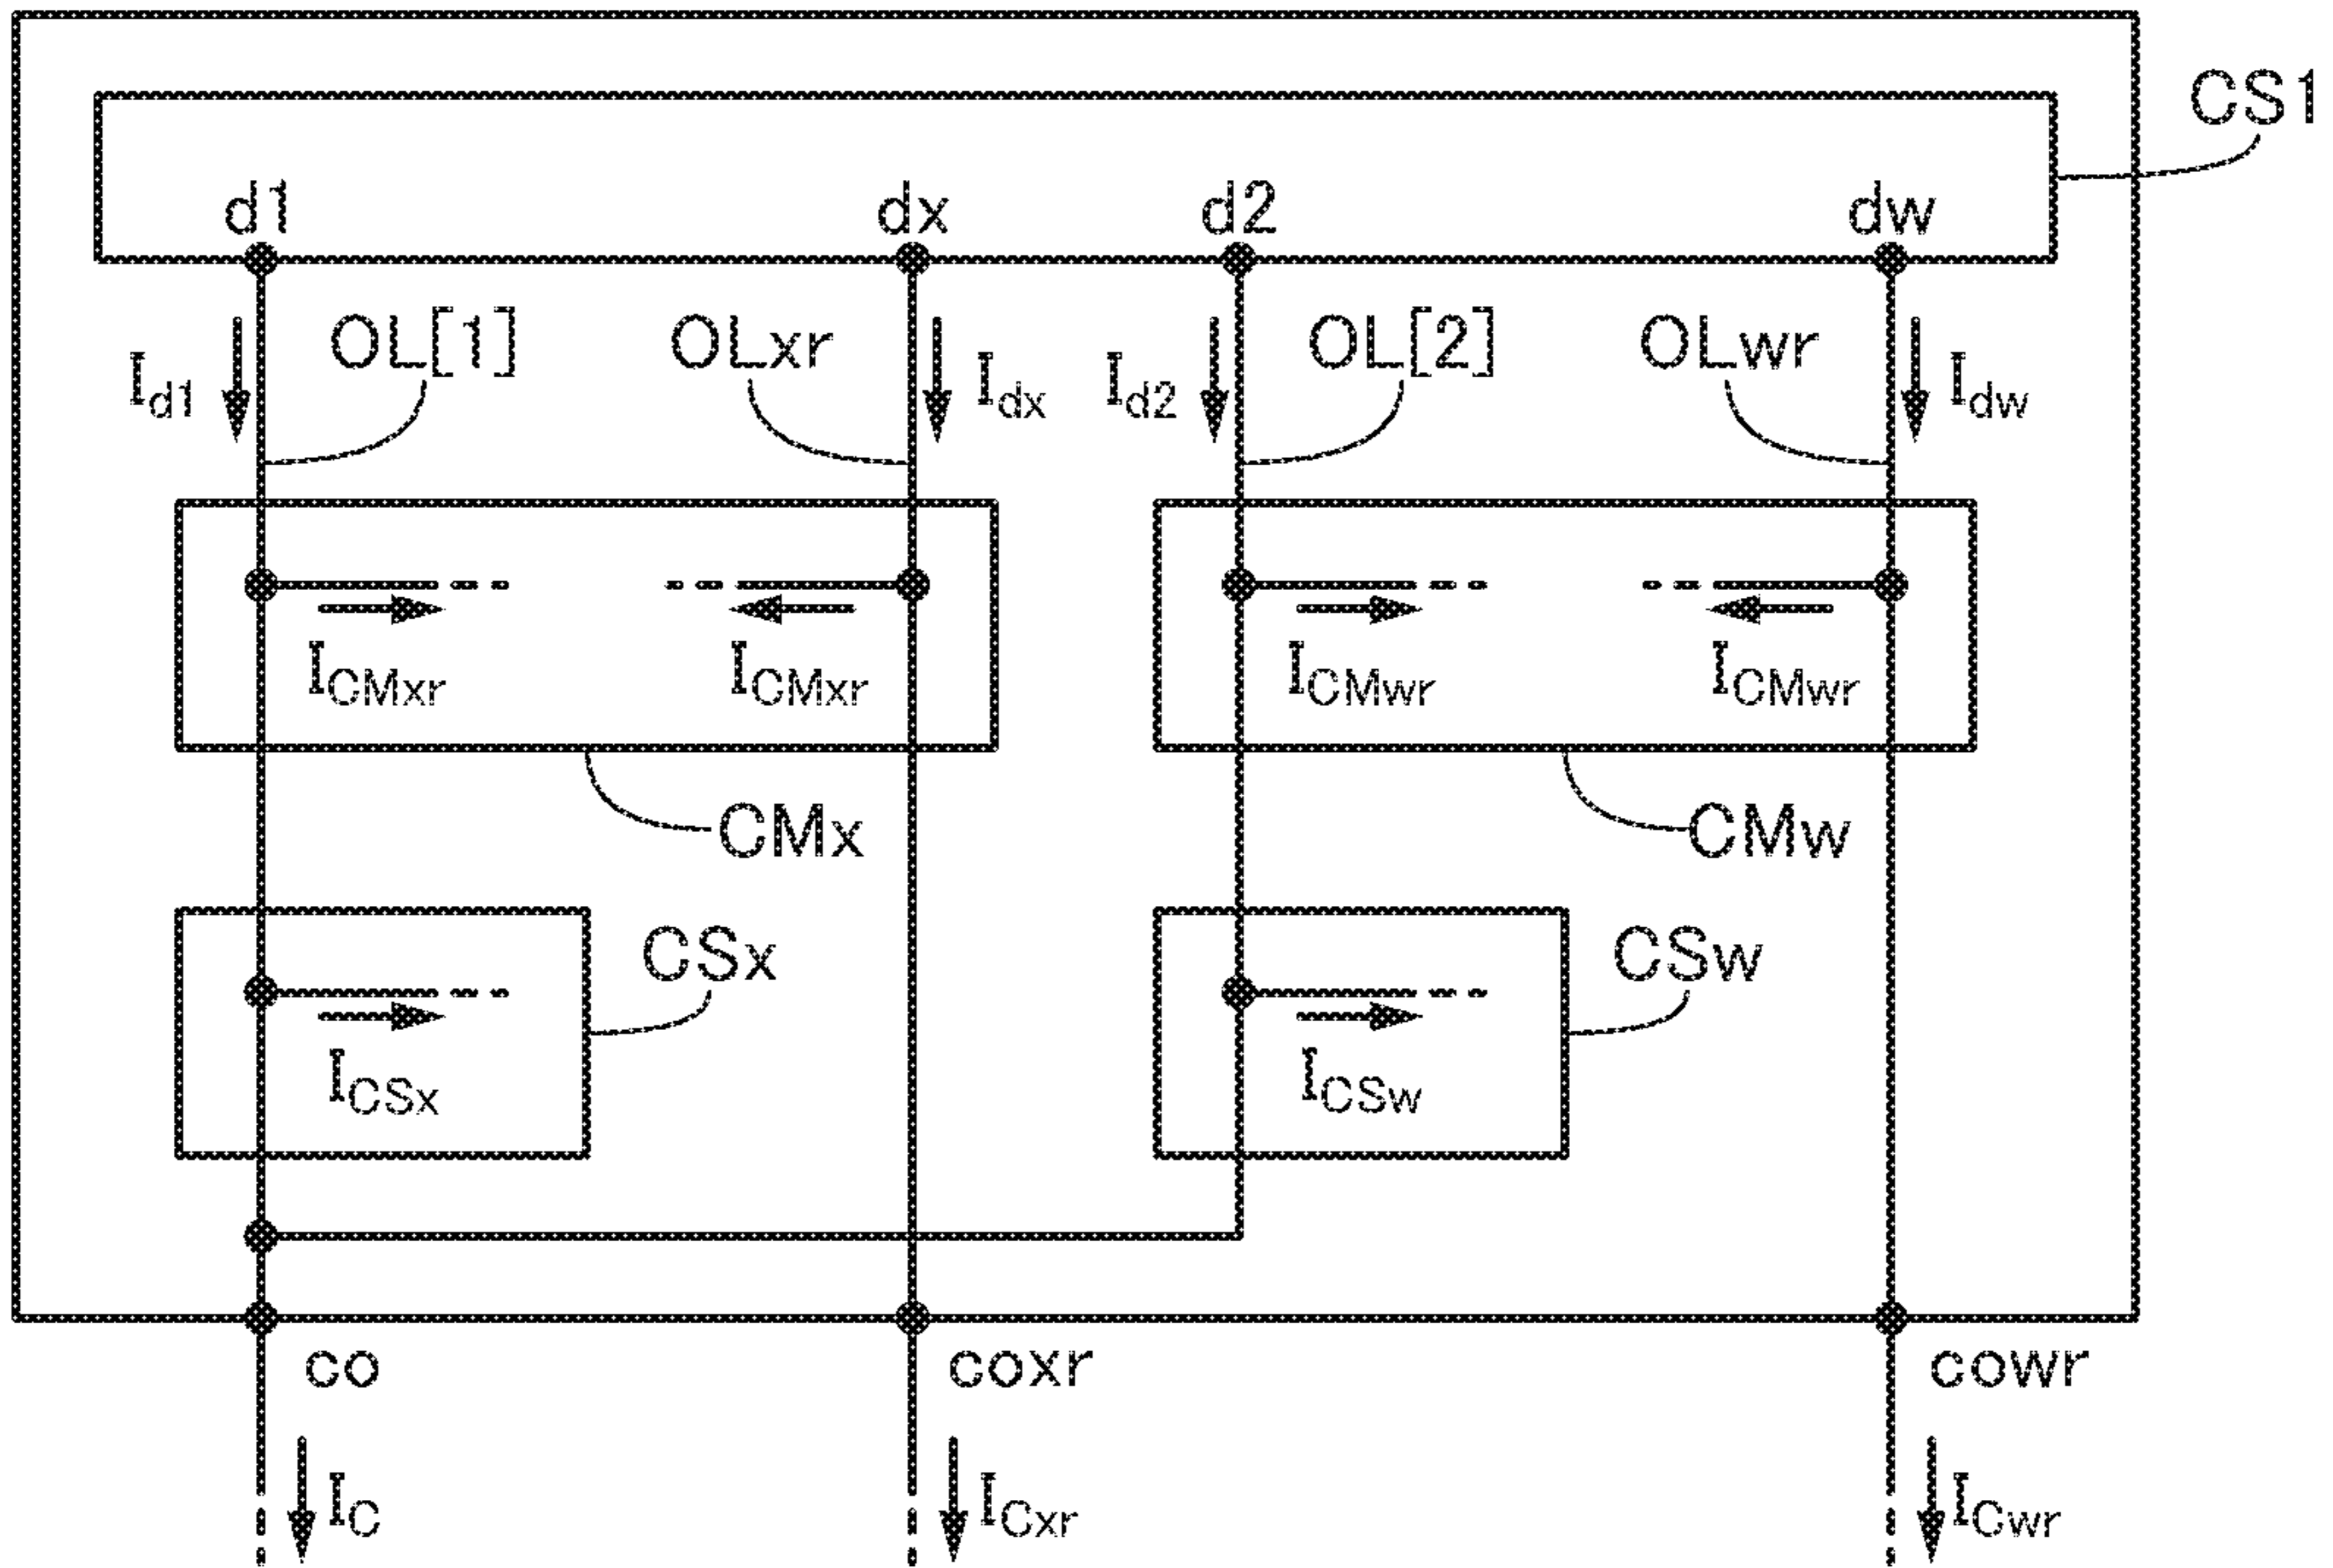 CS1
d1 dx d2 dw
OL[1] OLxr OL[2] OLwr
Id1 Idx Id2 Idw
ICMxr ICMxr ICMwr ICMwr
CMx CMw
CSx CSw
ICSx ICSw
co coxr cowr
IC ICxr ICwr